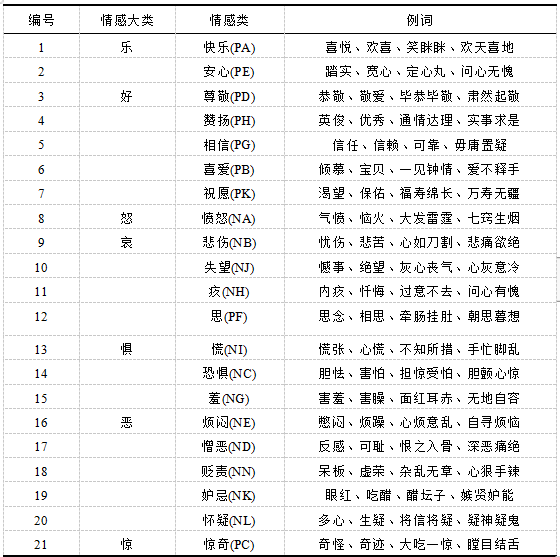 编号 情感大类 情感类 例词
1 乐 快乐(PA) 喜悦、欢喜、笑眯眯、欢天喜地
2 安心(PE) 踏实、宽心、定心丸、问心无愧
3 好 尊敬(PD) 恭敬、敬爱、毕恭毕敬、肃然起敬
4 赞扬(PH) 英俊、优秀、通情达理、实事求是
5 相信(PG) 信任、信赖、可靠、毋庸置疑
6 喜爱(PB) 倾慕、宝贝、一见钟情、爱不释手
7 祝愿(PK) 渴望、保佑、福寿绵长、万寿无疆
8 怒 愤怒(NA) 气愤、恼火、大发雷霆、七窍生烟
9 哀 悲伤(NB) 忧伤、悲苦、心如刀割、悲痛欲绝
10 失望(NJ) 憾事、绝望、灰心丧气、心灰意冷
11 疚(NH) 内疚、忏悔、过意不去、问心有愧
12 思(PF) 思念、相思、牵肠挂肚、朝思暮想
13 惧 慌(NI) 慌张、心慌、不知所措、手忙脚乱
14 恐惧(NC) 胆怯、害怕、担惊受怕、胆颤心惊
15 羞(NG) 害羞、害臊、面红耳赤、无地自容
16 恶 烦闷(NE) 憋闷、烦躁、心烦意乱、自寻烦恼
17 憎恶(ND) 反感、可耻、恨之入骨、深恶痛绝
18 贬责(NN) 呆板、虚荣、杂乱无章、心狠手辣
19 妒忌(NK) 眼红、吃醋、醋坛子、嫉贤妒能
20 怀疑(NL) 多心、生疑、将信将疑、疑神疑鬼
21 惊 惊奇(PC) 奇怪、奇迹、大吃一惊、瞠目结舌